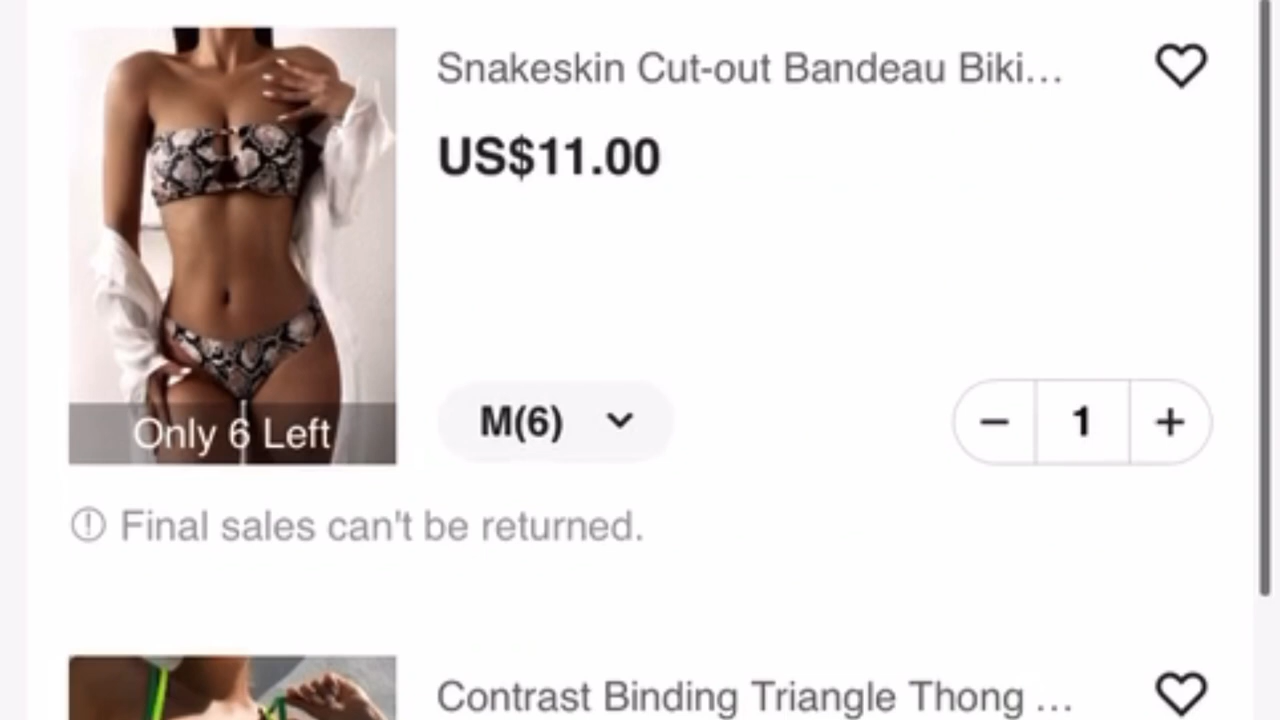 Snakeskin Cut-out Bandeau Biki...
US$11.00
Only 6 Left
M(6)
− 1 +
Final sales can't be returned.
Contrast Binding Triangle Thong ...